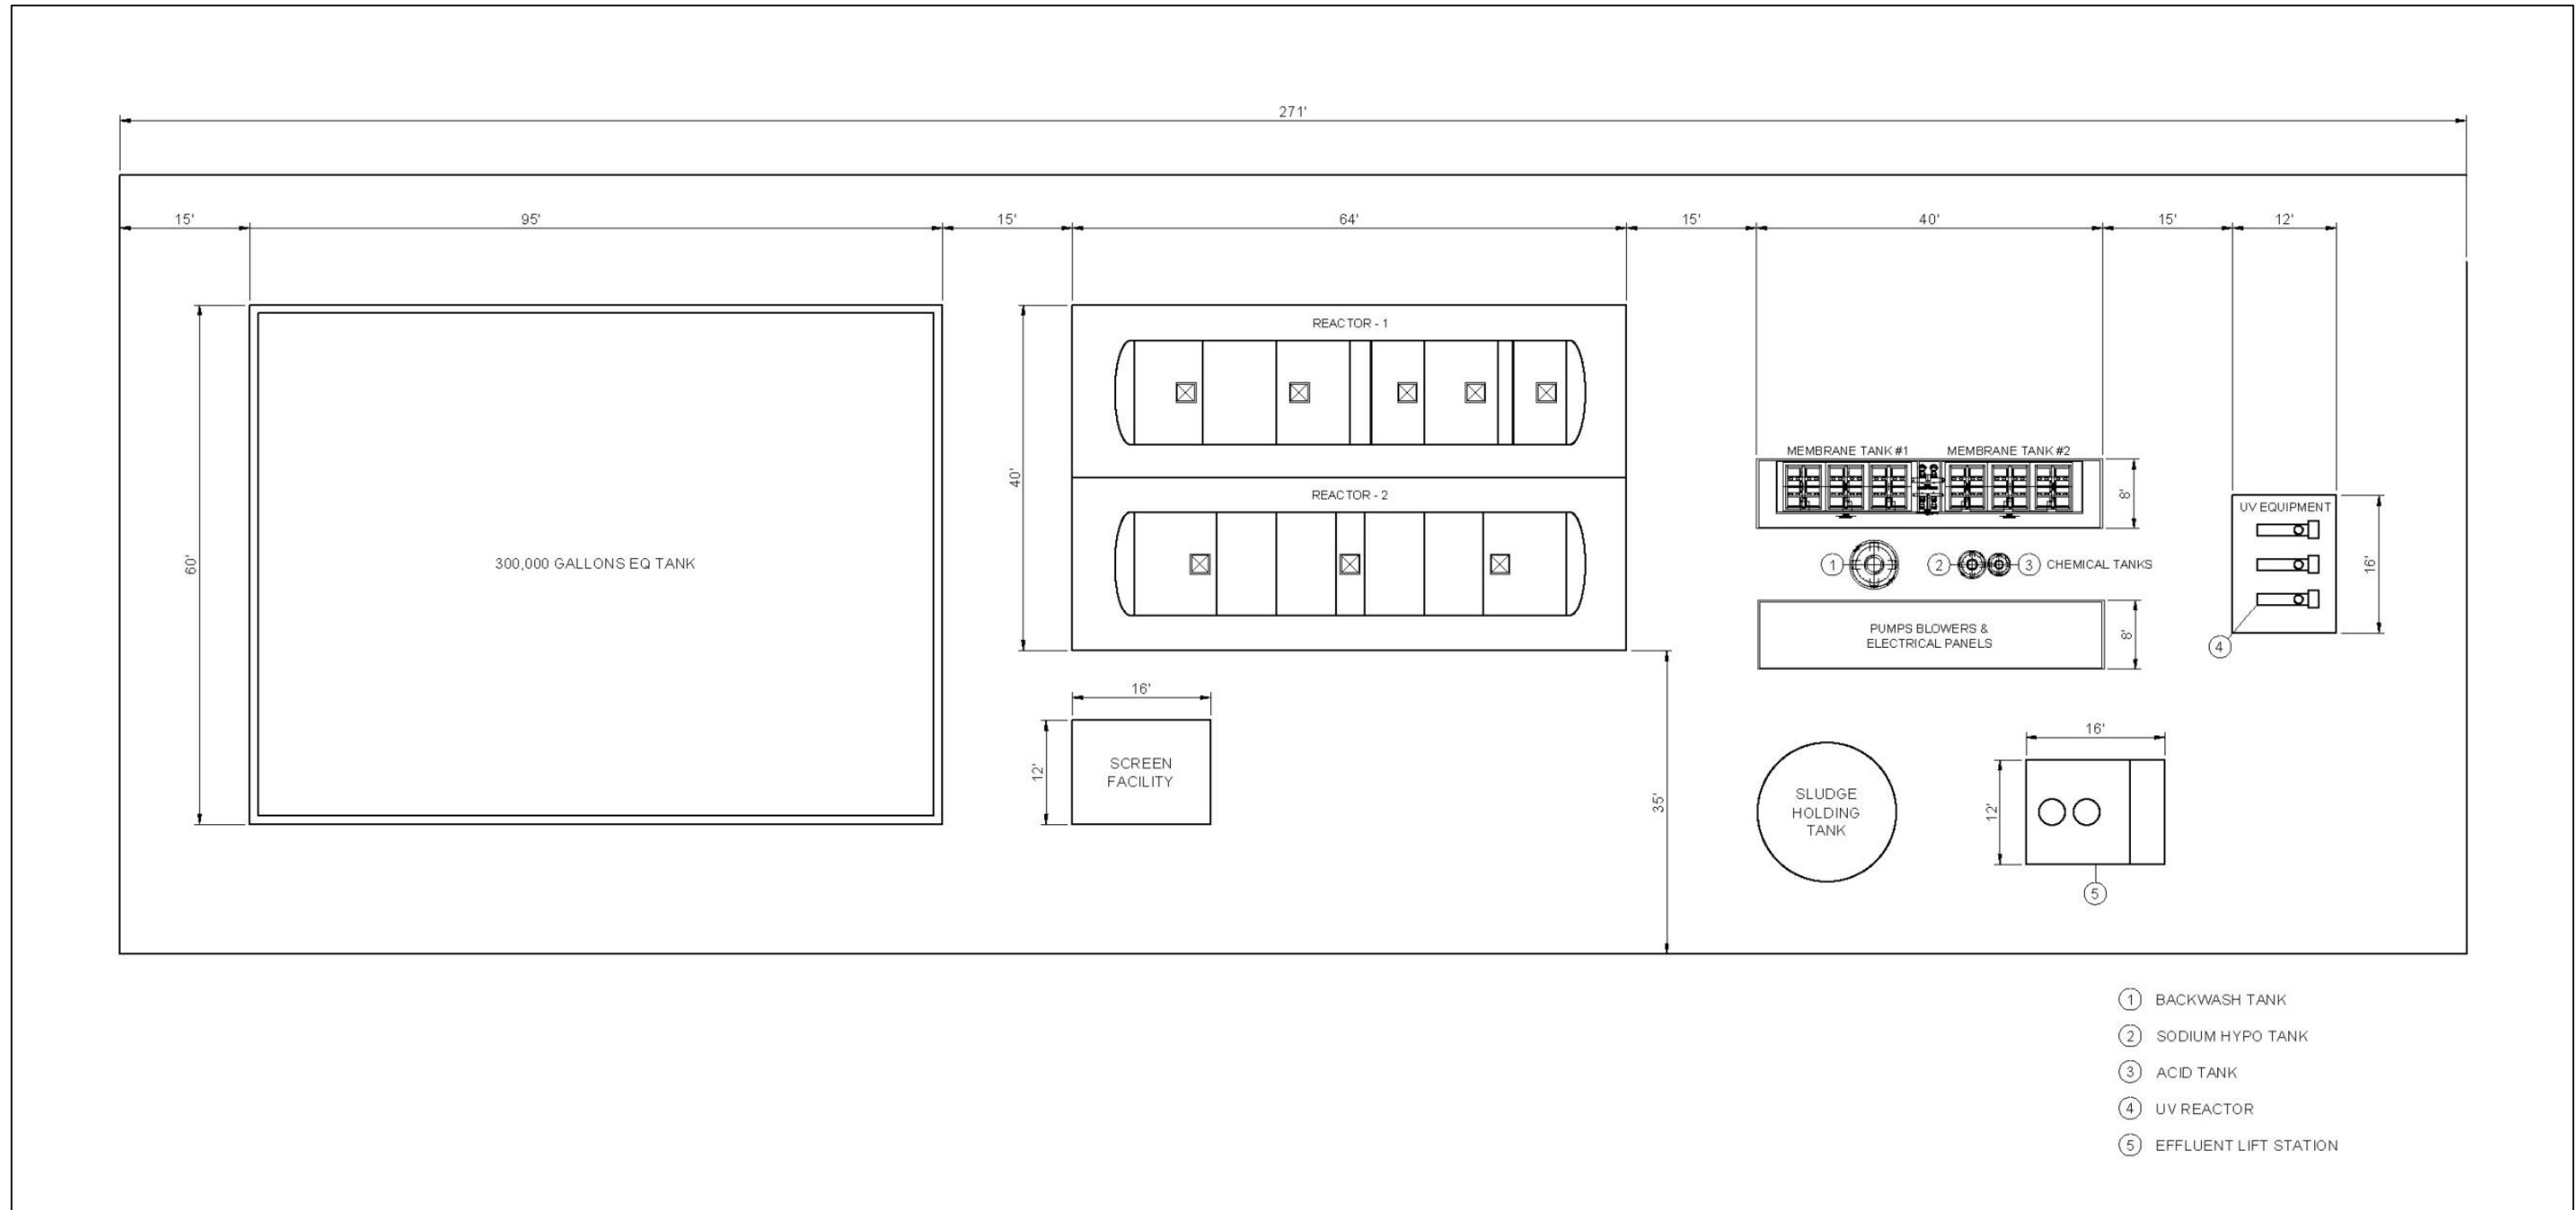 271'
15'
95'
15'
64'
15'
40'
15'
12'
REACTOR - 1
40'
REACTOR - 2
60'
300,000 GALLONS EQ TANK
MEMBRANE TANK #1
MEMBRANE TANK #2
8'
UV EQUIPMENT
16'
1
2
3
CHEMICAL TANKS
PUMPS BLOWERS &
ELECTRICAL PANELS
8'
4
16'
12'
SCREEN
FACILITY
35'
SLUDGE
HOLDING
TANK
16'
12'
5
1 BACKWASH TANK
2 SODIUM HYPO TANK
3 ACID TANK
4 UV REACTOR
5 EFFLUENT LIFT STATION